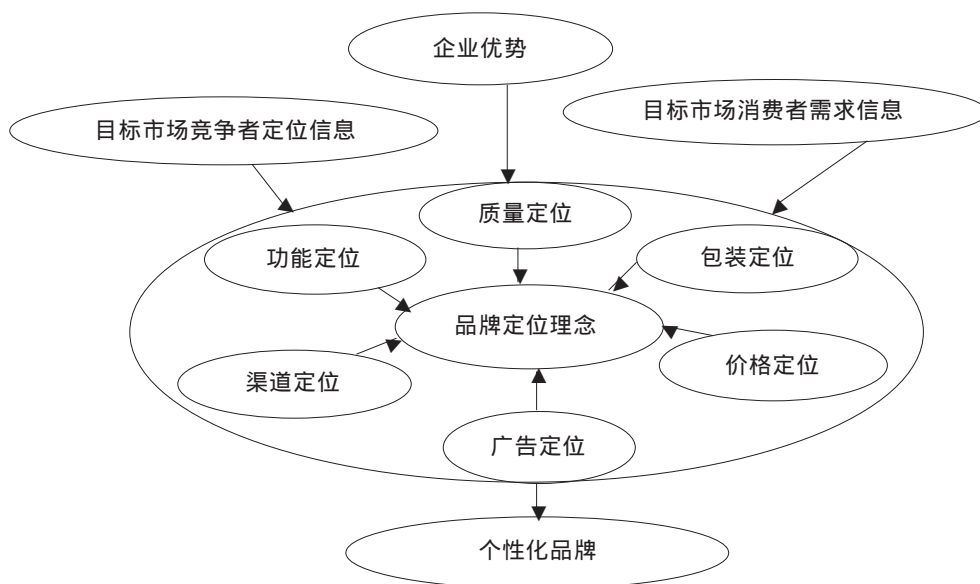 企业优势
目标市场竞争者定位信息
目标市场消费者需求信息
质量定位
功能定位
包装定位
品牌定位理念
渠道定位
价格定位
广告定位
个性化品牌